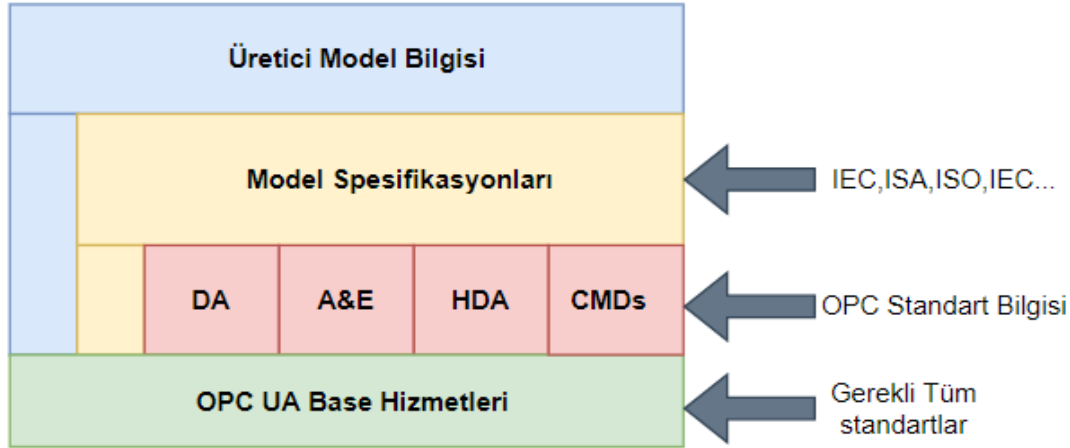 Üretici Model Bilgisi
Model Spesifikasyonları
IEC,ISA,ISO,IEC...
DA
A&E
HDA
CMDs
OPC Standart Bilgisi
OPC UA Base Hizmetleri
Gerekli Tüm
standartlar